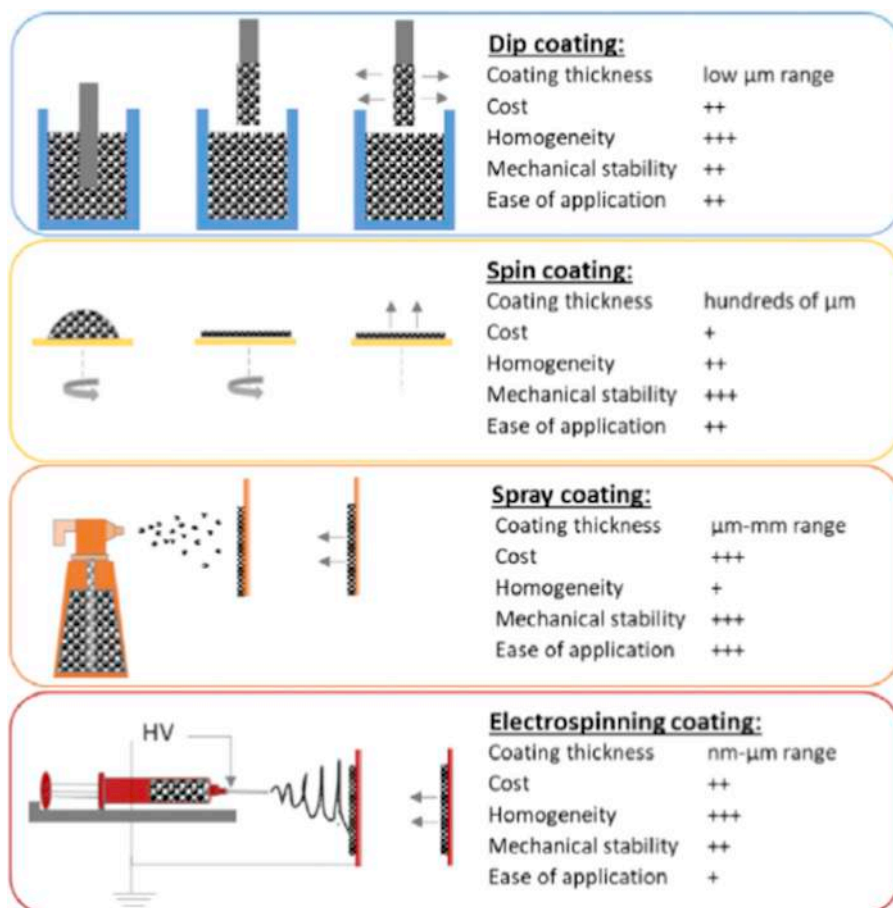 Dip coating:
Coating thickness low µm range
Cost ++
Homogeneity +++
Mechanical stability ++
Ease of application ++
Spin coating:
Coating thickness hundreds of µm
Cost +
Homogeneity ++
Mechanical stability +++
Ease of application ++
Spray coating:
Coating thickness µm-mm range
Cost +++
Homogeneity +
Mechanical stability +++
Ease of application +++
HV
Electrospinning coating:
Coating thickness nm-µm range
Cost ++
Homogeneity +++
Mechanical stability ++
Ease of application +